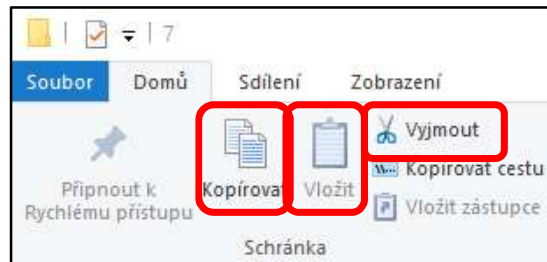 7
Soubor Domů Sdílení Zobrazení
Připnout k
Rychlému přístupu
Kopírovat
Vložit
Vyjmout
Kopírovat cestu
Vložit zástupce
Schránka